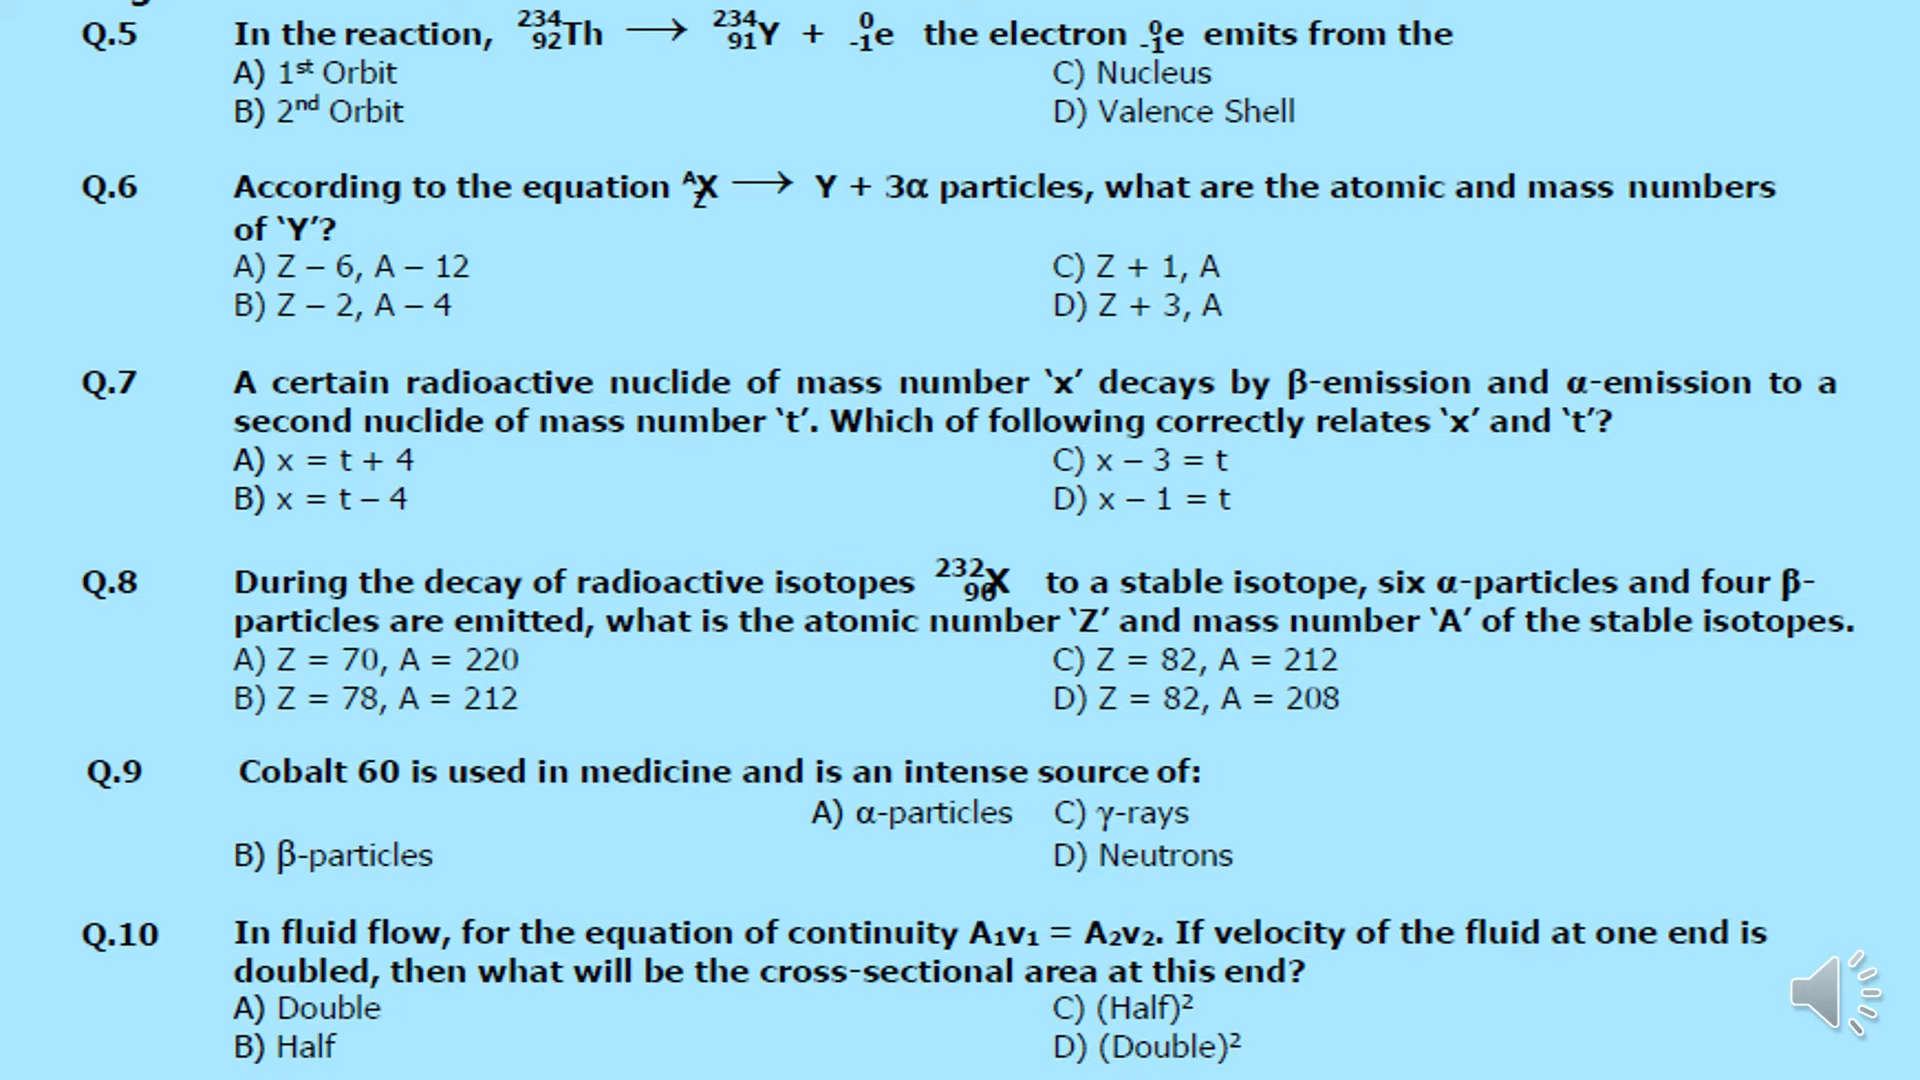 Q.5 In the reaction, ²³⁴₉₂Th ⟶ ²³⁴₉₁Y + ⁰₋₁e the electron ⁰₋₁e emits from the
A) 1ˢᵗ Orbit C) Nucleus
B) 2ⁿᵈ Orbit D) Valence Shell
Q.6 According to the equation ᴬzX ⟶ Y + 3α particles, what are the atomic and mass numbers
of ‘Y’?
A) Z – 6, A – 12 C) Z + 1, A
B) Z – 2, A – 4 D) Z + 3, A
Q.7 A certain radioactive nuclide of mass number ‘x’ decays by β-emission and α-emission to a
second nuclide of mass number ‘t’. Which of following correctly relates ‘x’ and ‘t’?
A) x = t + 4 C) x – 3 = t
B) x = t – 4 D) x – 1 = t
Q.8 During the decay of radioactive isotopes ²³²₉₀X to a stable isotope, six α-particles and four β-
particles are emitted, what is the atomic number ‘Z’ and mass number ‘A’ of the stable isotopes.
A) Z = 70, A = 220 C) Z = 82, A = 212
B) Z = 78, A = 212 D) Z = 82, A = 208
Q.9 Cobalt 60 is used in medicine and is an intense source of:
A) α-particles C) γ-rays
B) β-particles D) Neutrons
Q.10 In fluid flow, for the equation of continuity A₁v₁ = A₂v₂. If velocity of the fluid at one end is
doubled, then what will be the cross-sectional area at this end?
A) Double C) (Half)²
B) Half D) (Double)²